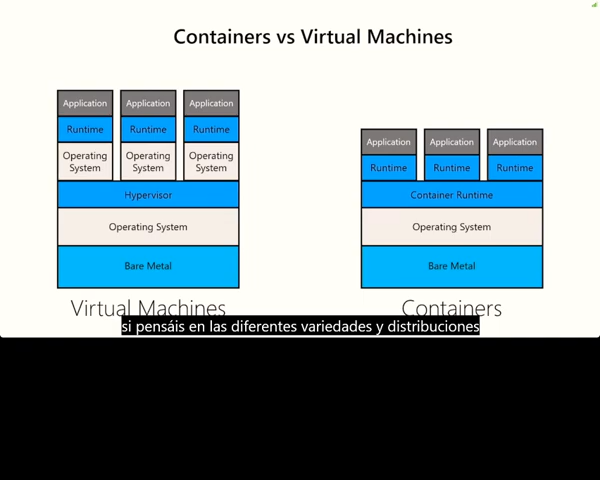 Containers vs Virtual Machines
Application Application Application
Runtime Runtime Runtime
Operating System Operating System Operating System
Hypervisor
Operating System
Bare Metal
Virtual Machines
Application Application Application
Runtime Runtime Runtime
Container Runtime
Operating System
Bare Metal
Containers
si pensáis en las diferentes variedades y distribuciones